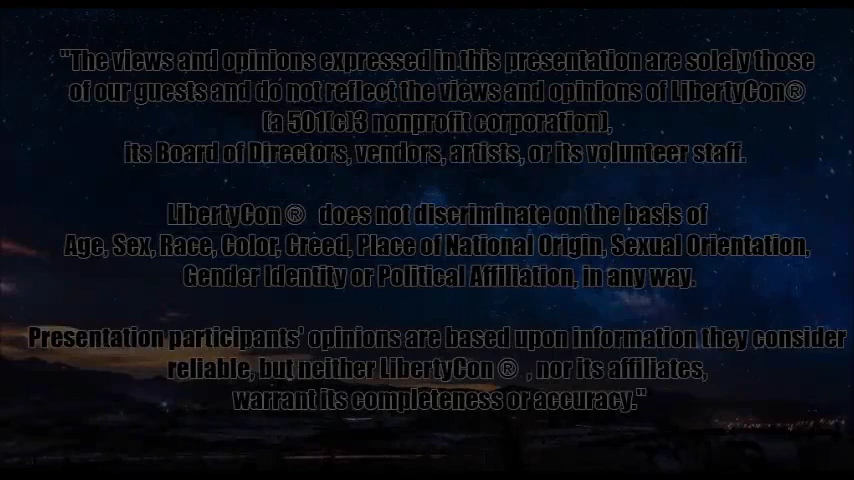 "The views and opinions expressed in this presentation are solely those
of our guests and do not reflect the views and opinions of LibertyCon®
(a 501(c)3 nonprofit corporation),
its Board of Directors, vendors, artists, or its volunteer staff.
LibertyCon ® does not discriminate on the basis of
Age, Sex, Race, Color, Creed, Place of National Origin, Sexual Orientation,
Gender Identity or Political Affiliation, in any way.
Presentation participants' opinions are based upon information they consider
reliable, but neither LibertyCon ® , nor its affiliates,
warrant its completeness or accuracy."